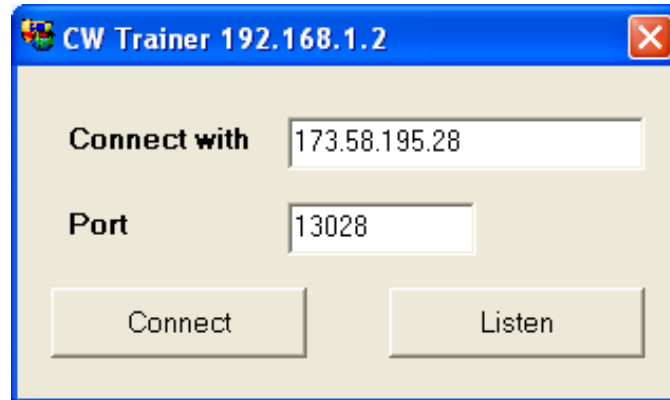 CW Trainer 192.168.1.2
Connect with 173.58.195.28
Port 13028
Connect Listen